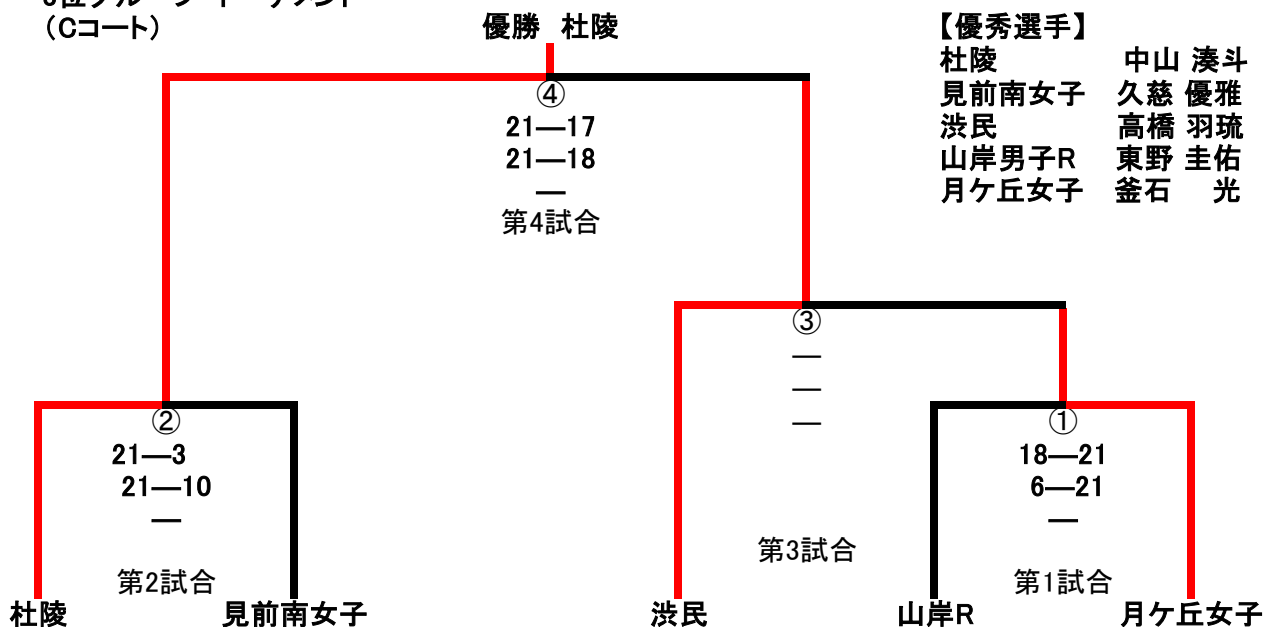 (Cコート)
優勝 杜陵
【優秀選手】
杜陵 中山 湊斗
見前南女子 久慈 優雅
渋民 高橋 羽琉
山岸男子R 東野 圭佑
月ケ丘女子 釜石 光
④
21―17
21―18
―
第4試合
③
―
―
―
第3試合
②
21―3
21―10
―
第2試合
①
18―21
6―21
―
第1試合
杜陵
見前南女子
渋民
山岸R
月ケ丘女子